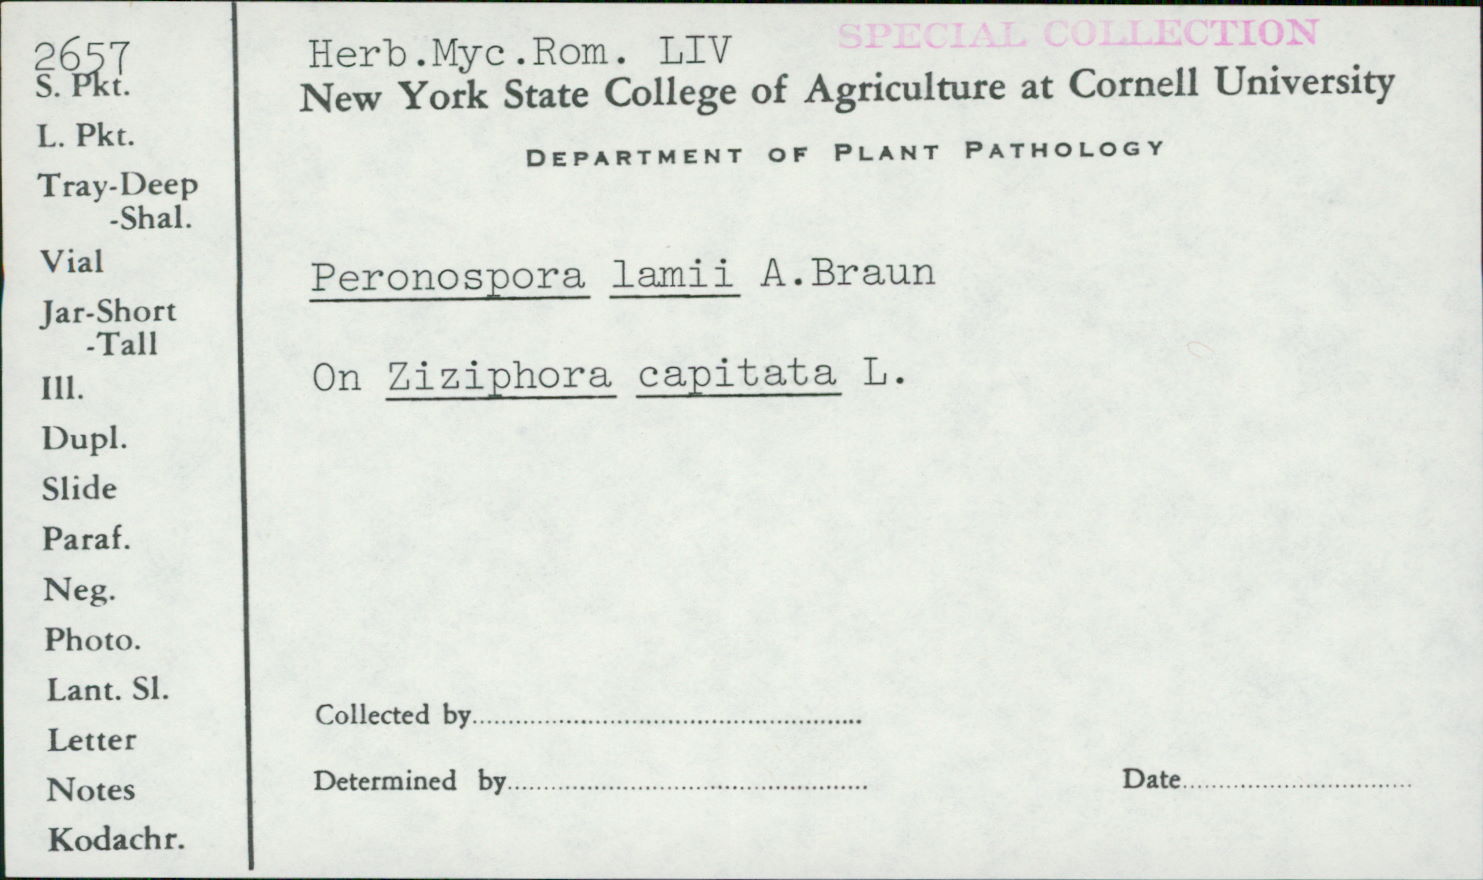 2657
S. Pkt.
L. Pkt.
Tray-Deep
-Shal.
Vial
Jar-Short
-Tall
Ill.
Dupl.
Slide
Paraf.
Neg.
Photo.
Lant. Sl.
Letter
Notes
Kodachr.
SPECIAL COLLECTION
Herb.Myc.Rom. LIV
New York State College of Agriculture at Cornell University
DEPARTMENT OF PLANT PATHOLOGY
Peronospora lamii A.Braun
On Ziziphora capitata L.
Collected by
Determined by
Date